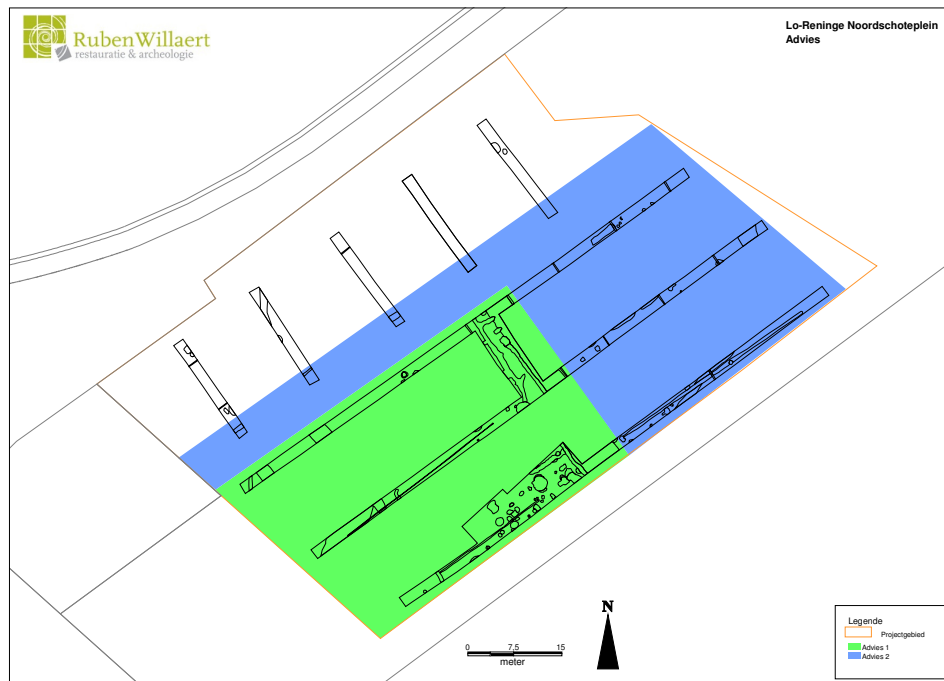 RubenWillaert
restauratie & archeologie
Lo-Reninge Noordschoteplein
Advies
N
0 7,5 15
meter
Legende
Projectgebied
Advies 1
Advies 2